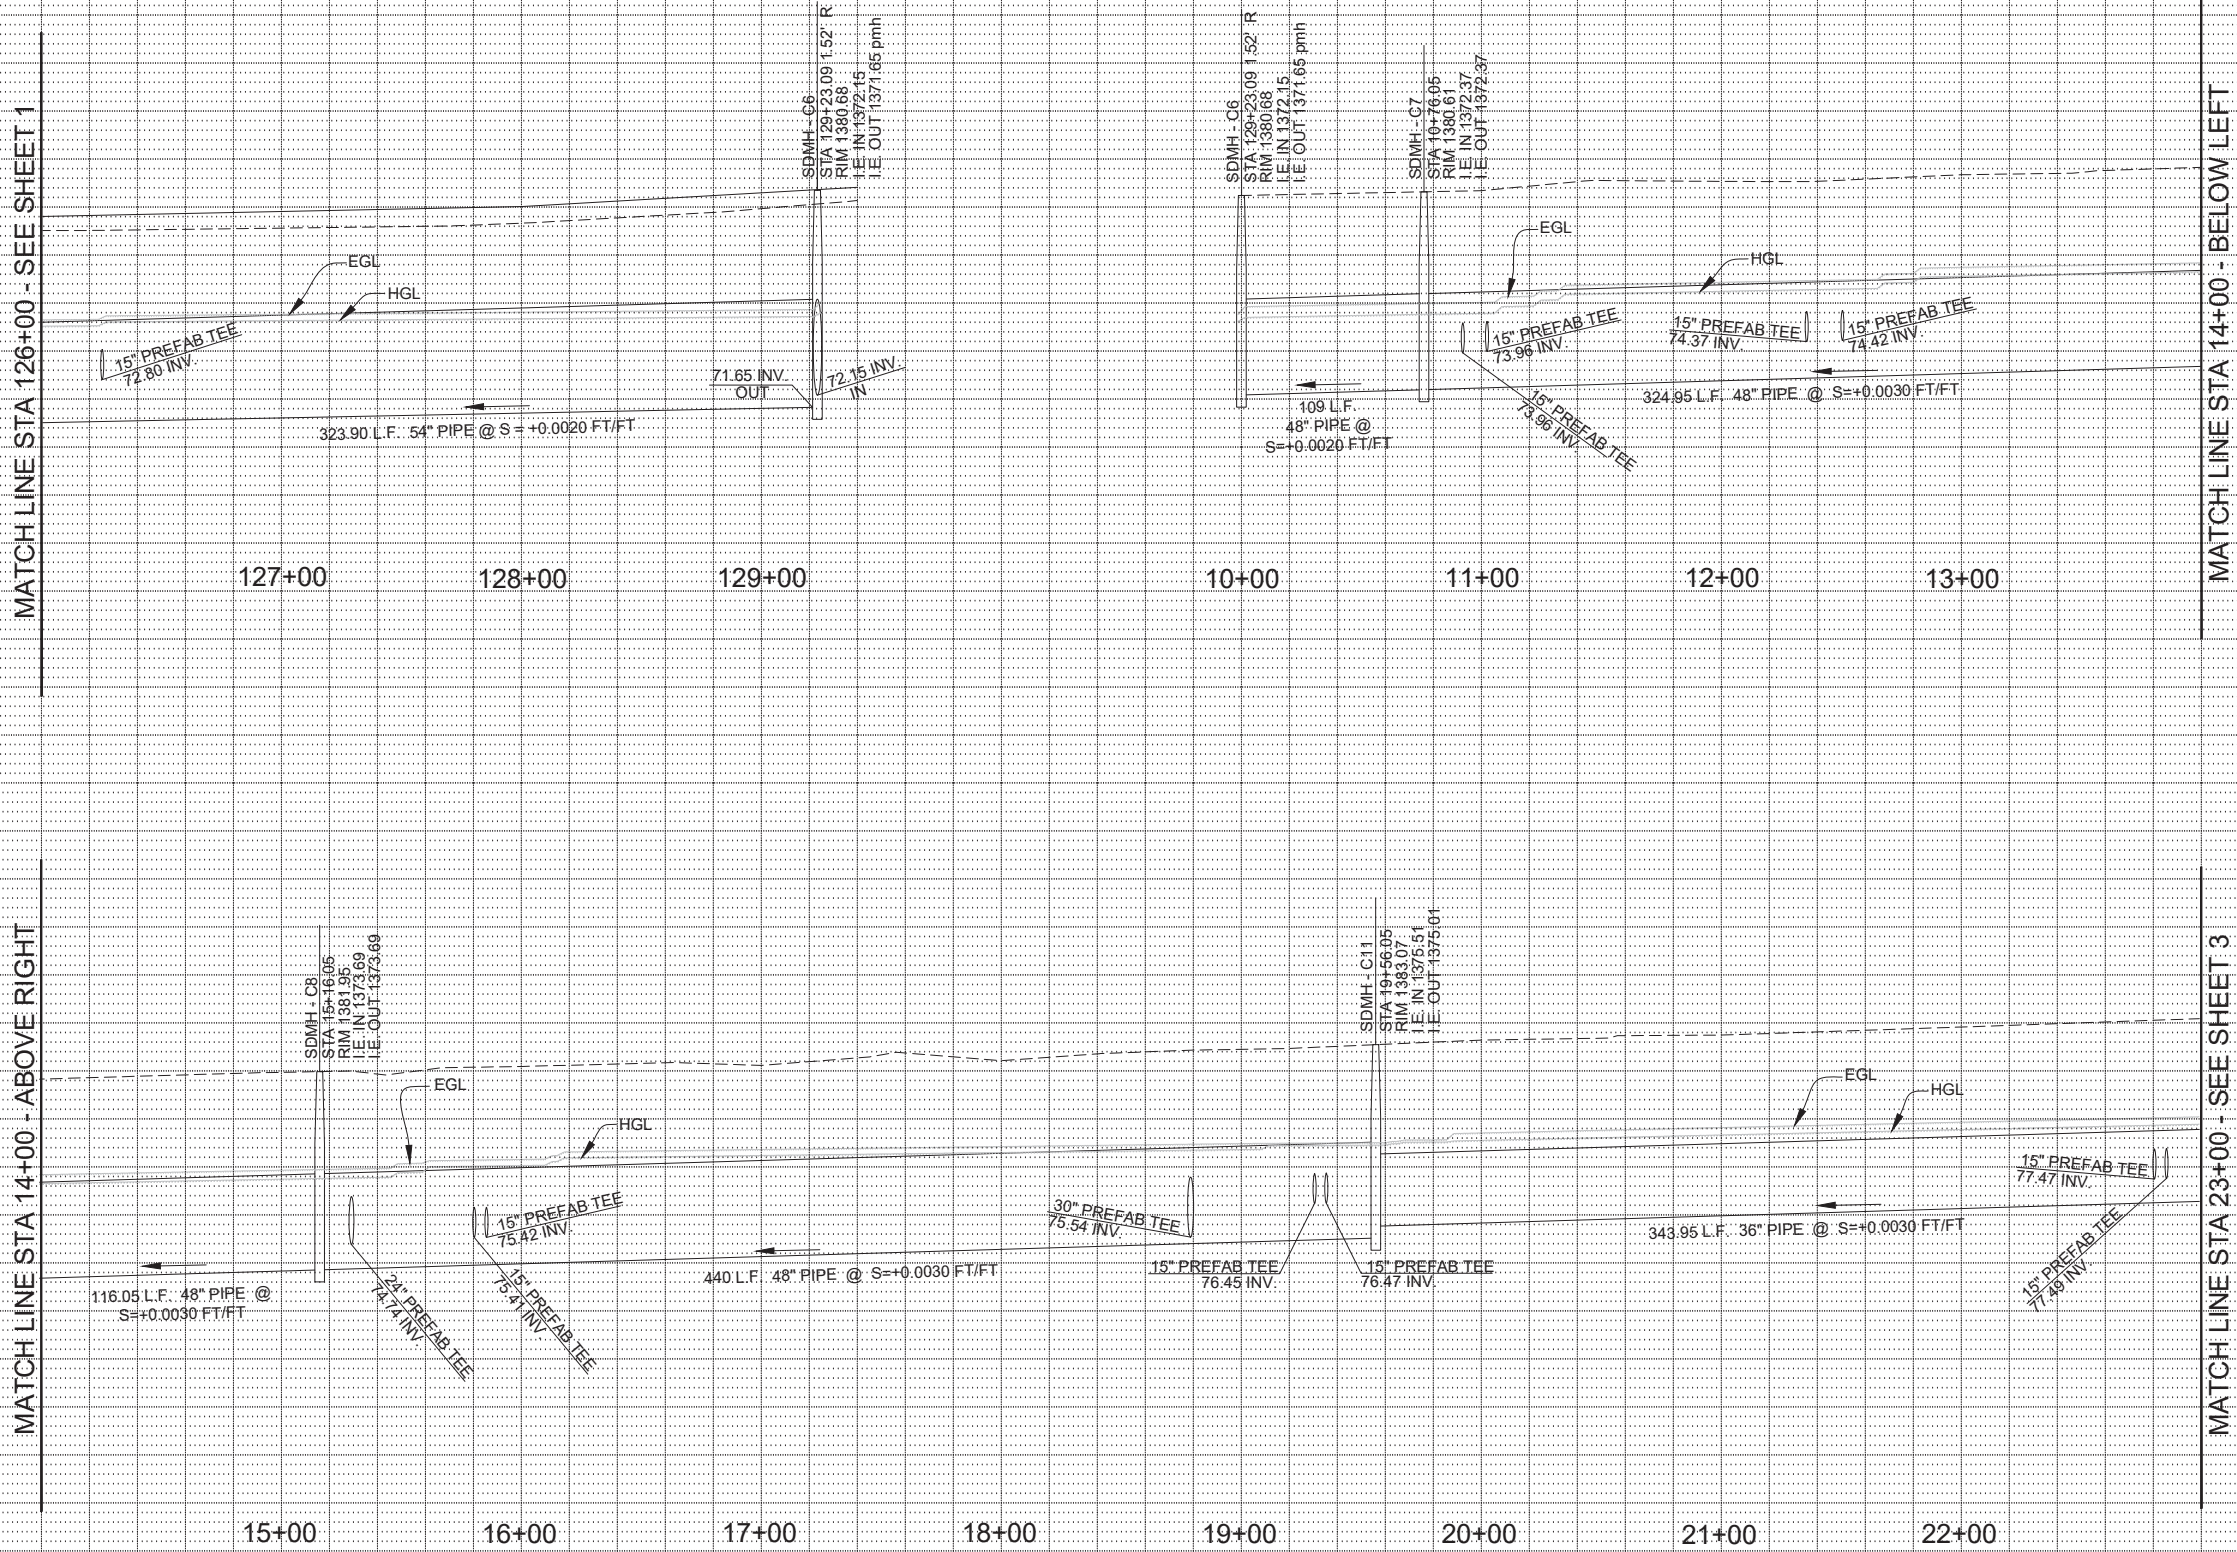 MATCH LINE STA 126+00 - SEE SHEET 1
SDMH - C6
STA 129+23.09 1.52' R
RIM 1380.68
I.E. IN 1372.15
I.E. OUT 1371.65 pmh
EGL
HGL
15" PREFAB TEE
72.80 INV.
71.65 INV.
OUT
72.15 INV.
IN
323.90 L.F. 54" PIPE @ S = +0.0020 FT/FT
127+00
128+00
129+00
SDMH - C6
STA 129+23.09 1.52' R
RIM 1380.68
I.E. IN 1372.15
I.E. OUT 1371.65 pmh
SDMH - C7
STA 10+76.05
RIM 1380.61
I.E. IN 1372.37
I.E. OUT 1372.37
EGL
HGL
15" PREFAB TEE
73.96 INV.
15" PREFAB TEE
73.96 INV.
15" PREFAB TEE
74.37 INV.
15" PREFAB TEE
74.42 INV
109 L.F.
48" PIPE @
S=+0.0020 FT/FT
324.95 L.F. 48" PIPE @ S=+0.0030 FT/FT
10+00
11+00
12+00
13+00
MATCH LINE STA 14+00 - BELOW LEFT
MATCH LINE STA 14+00 - ABOVE RIGHT
SDMH - C8
STA 15+16.05
RIM 1381.95
I.E. IN 1373.69
I.E. OUT 1373.69
EGL
HGL
116.05 L.F. 48" PIPE @
S=+0.0030 FT/FT
24" PREFAB TEE
74.74 INV.
15" PREFAB TEE
75.41 INV
15" PREFAB TEE
75.42 INV.
440 L.F. 48" PIPE @ S=+0.0030 FT/FT
30" PREFAB TEE
75.54 INV.
15" PREFAB TEE
76.45 INV.
15" PREFAB TEE
76.47 INV.
SDMH - C11
STA 19+56.05
RIM 1383.07
I.E. IN 1375.51
I.E. OUT 1375.01
EGL
HGL
343.95 L.F. 36" PIPE @ S=+0.0030 FT/FT
15" PREFAB TEE
77.47 INV.
15" PREFAB TEE
77.49 INV.
15+00
16+00
17+00
18+00
19+00
20+00
21+00
22+00
MATCH LINE STA 23+00 - SEE SHEET 3